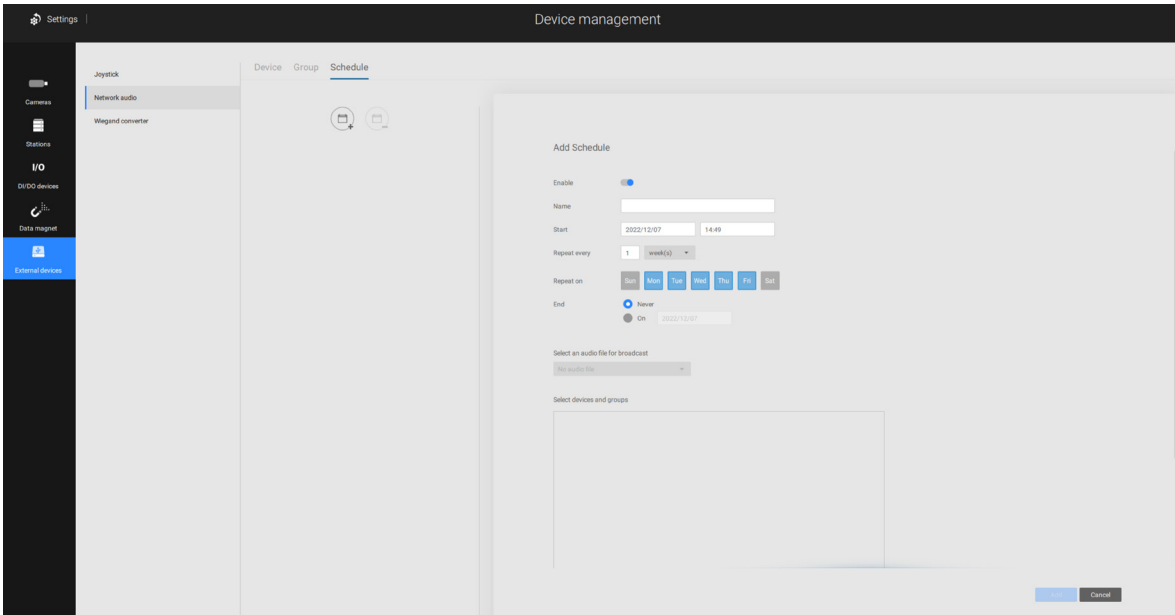 Settings
Device management
Cameras
Stations
I/O
DI/DO devices
Data magnet
External devices
Joystick
Network audio
Wiegand converter
Device Group Schedule
Add Schedule
Enable
Name
Start 2022/12/07 14:49
Repeat every 1 week(s)
Repeat on Sun Mon Tue Wed Thu Fri Sat
End Never
On 2022/12/07
Select an audio file for broadcast
No audio file
Select devices and groups
Add Cancel